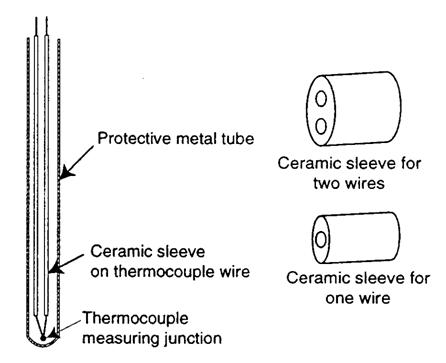 Protective metal tube
Ceramic sleeve
on thermocouple wire
Thermocouple
measuring junction
Ceramic sleeve for
two wires
Ceramic sleeve for
one wire